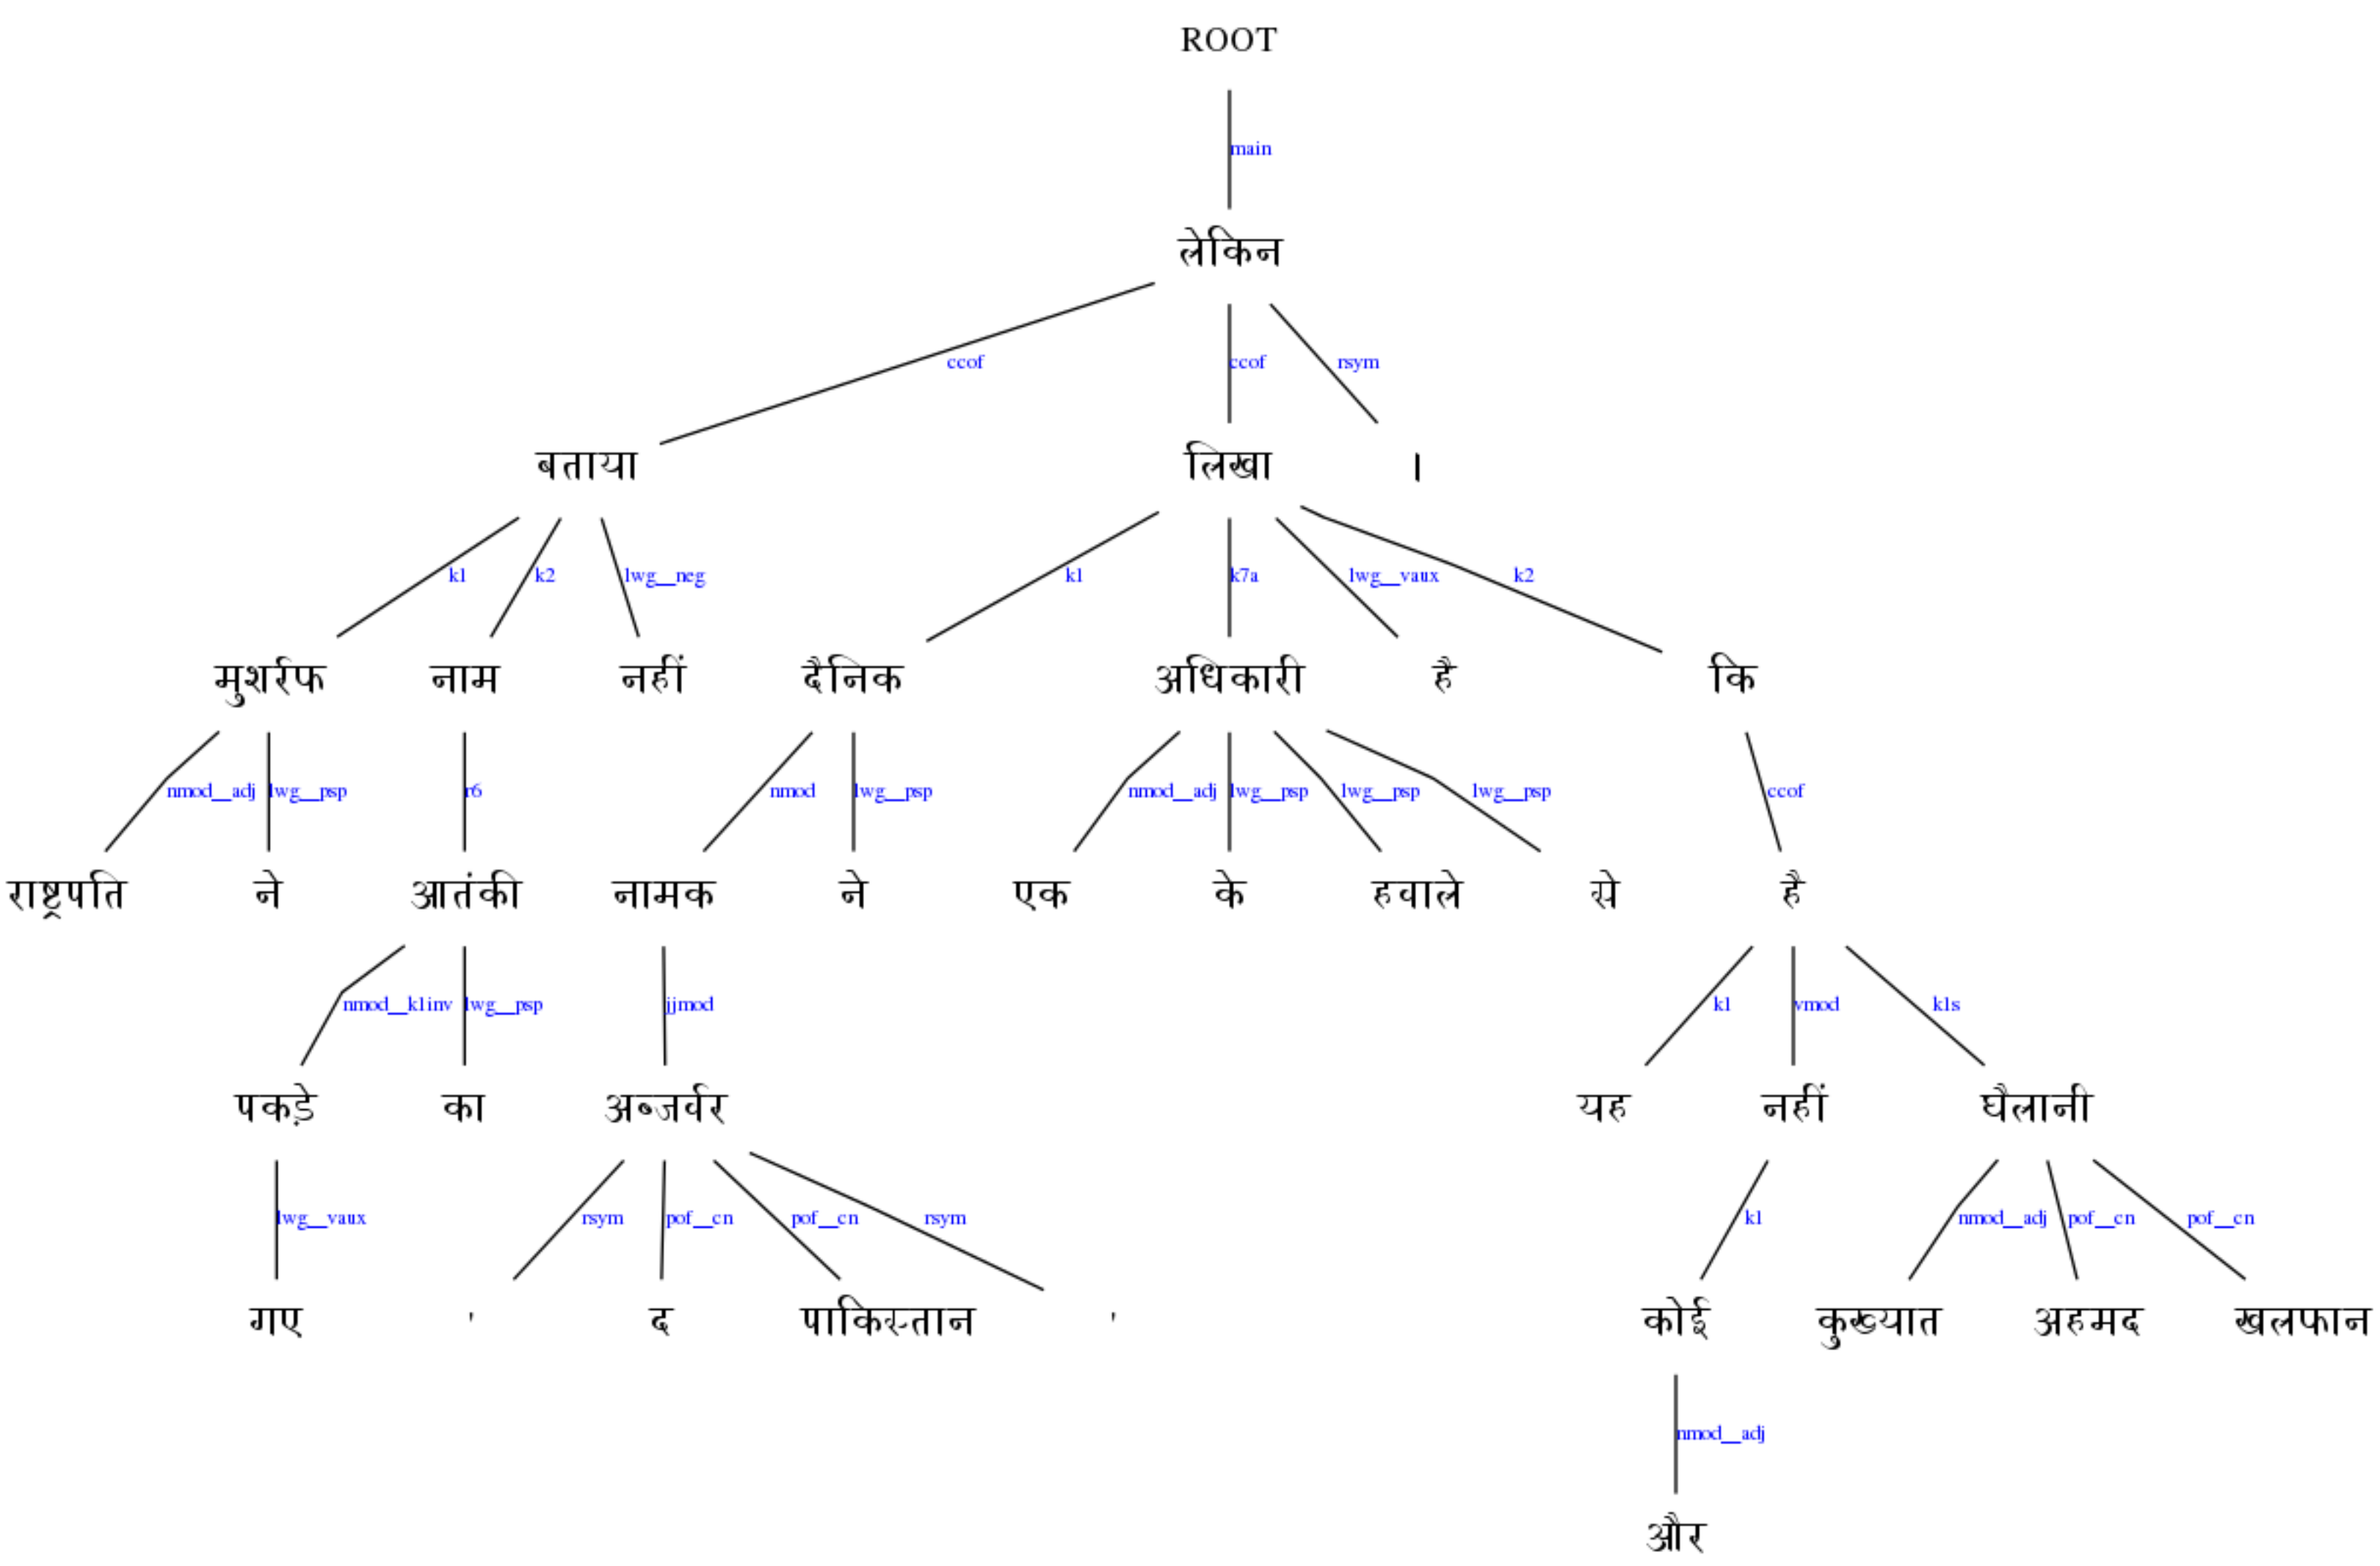 ROOT
main
लेकिन
ccof ccof rsym
बताया लिखा ।
k1 k2 lwg__neg k1 k7a lwg__vaux k2
मुशर्रफ नाम नहीं दैनिक अधिकारी है कि
nmod__adj lwg__psp r6 nmod lwg__psp nmod__adj lwg__psp lwg__psp lwg__psp ccof
राष्ट्रपति ने आतंकी नामक ने एक के हवाले से है
nmod__k1inv lwg__psp jjmod k1 vmod k1s
पकड़े का अब्जर्वर यह नहीं घैलानी
lwg__vaux rsym pof__cn pof__cn rsym k1 nmod__adj pof__cn pof__cn
गए ' द पाकिस्तान ' कोई कुख्यात अहमद खलफान
nmod__adj
और